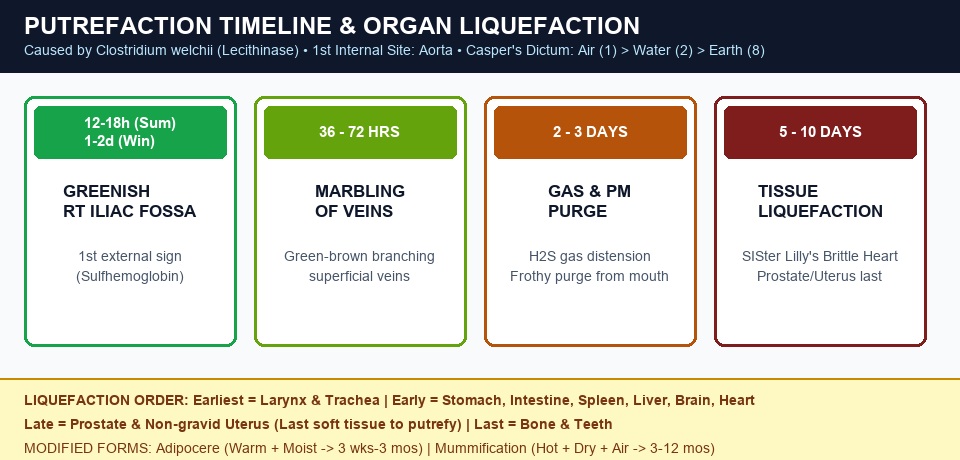 PUTREFACTION TIMELINE & ORGAN LIQUEFACTION
Caused by Clostridium welchii (Lecithinase) • 1st Internal Site: Aorta • Casper's Dictum: Air (1) > Water (2) > Earth (8)
12-18h (Sum)
1-2d (Win)
GREENISH
RT ILIAC FOSSA
1st external sign
(Sulfhemoglobin)
36 - 72 HRS
MARBLING
OF VEINS
Green-brown branching
superficial veins
2 - 3 DAYS
GAS & PM
PURGE
H2S gas distension
Frothy purge from mouth
5 - 10 DAYS
TISSUE
LIQUEFACTION
SISter Lilly's Brittle Heart
Prostate/Uterus last
LIQUEFACTION ORDER: Earliest = Larynx & Trachea | Early = Stomach, Intestine, Spleen, Liver, Brain, Heart
Late = Prostate & Non-gravid Uterus (Last soft tissue to putrefy) | Last = Bone & Teeth
MODIFIED FORMS: Adipocere (Warm + Moist -> 3 wks-3 mos) | Mummification (Hot + Dry + Air -> 3-12 mos)